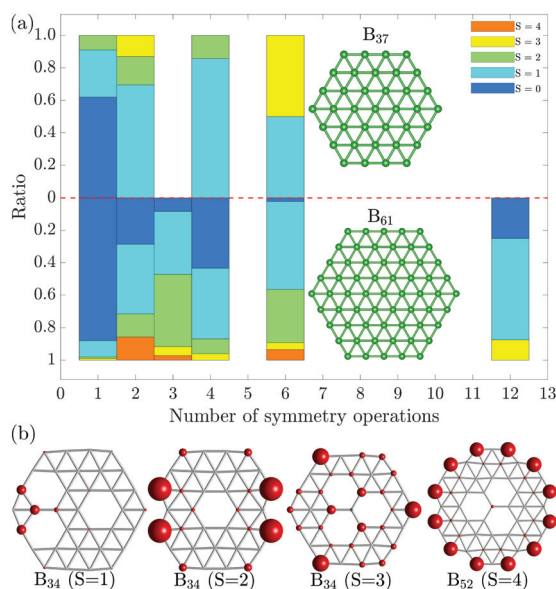 (a)
1.0
0.8
0.6
0.4
0.2
0
0.2
0.4
0.6
0.8
1
Ratio
B₃₇
B₆₁
S = 4
S = 3
S = 2
S = 1
S = 0
0 1 2 3 4 5 6 7 8 9 10 11 12 13
Number of symmetry operations
(b)
B₃₄ (S=1) B₃₄ (S=2) B₃₄ (S=3) B₅₂ (S=4)